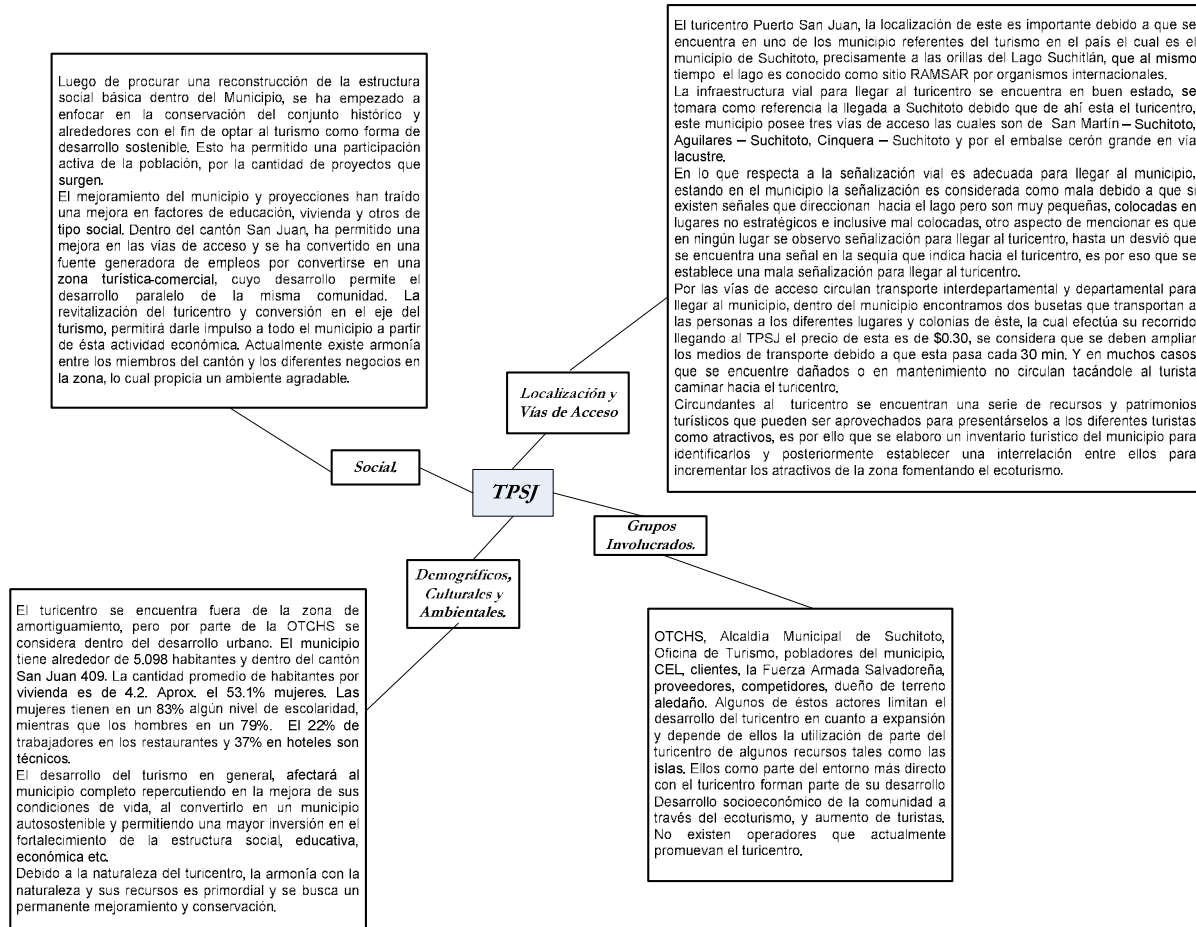 Luego de procurar una reconstrucción de la estructura
social básica dentro del Municipio, se ha empezado a
enfocar en la conservación del conjunto histórico y
alrededores con el fin de optar al turismo como forma de
desarrollo sostenible. Esto ha permitido una participación
activa de la población, por la cantidad de proyectos que
surgen.
El mejoramiento del municipio y proyecciones han traído
una mejora en factores de educación, vivienda y otros de
tipo social. Dentro del cantón San Juan, ha permitido una
mejora en las vías de acceso y se ha convertido en una
fuente generadora de empleos por convertirse en una
zona turística-comercial, cuyo desarrollo permite el
desarrollo paralelo de la misma comunidad. La
revitalización del turicentro y conversión en el eje del
turismo, permitirá darle impulso a todo el municipio a partir
de ésta actividad económica. Actualmente existe armonía
entre los miembros del cantón y los diferentes negocios en
la zona, lo cual propicia un ambiente agradable.
El turicentro Puerto San Juan, la localización de este es importante debido a que se
encuentra en uno de los municipio referentes del turismo en el país el cual es el
municipio de Suchitoto, precisamente a las orillas del Lago Suchitlán, que al mismo
tiempo el lago es conocido como sitio RAMSAR por organismos internacionales.
La infraestructura vial para llegar al turicentro se encuentra en buen estado, se
tomara como referencia la llegada a Suchitoto debido que de ahí esta el turicentro,
este municipio posee tres vías de acceso las cuales son de San Martín – Suchitoto,
Aguilares – Suchitoto, Cinquera – Suchitoto y por el embalse cerón grande en vía
lacustre.
En lo que respecta a la señalización vial es adecuada para llegar al municipio,
estando en el municipio la señalización es considerada como mala debido a que si
existen señales que direccionan hacia el lago pero son muy pequeñas, colocadas en
lugares no estratégicos e inclusive mal colocadas, otro aspecto de mencionar es que
en ningún lugar se observo señalización para llegar al turicentro, hasta un desvió que
se encuentra una señal en la sequía que indica hacia el turicentro, es por eso que se
establece una mala señalización para llegar al turicentro.
Por las vías de acceso circulan transporte interdepartamental y departamental para
llegar al municipio, dentro del municipio encontramos dos busetas que transportan a
las personas a los diferentes lugares y colonias de éste, la cual efectúa su recorrido
llegando al TPSJ el precio de esta es de $0.30, se considera que se deben ampliar
los medios de transporte debido a que esta pasa cada 30 min. Y en muchos casos
que se encuentre dañados o en mantenimiento no circulan tacándole al turista
caminar hacia el turicentro.
Circundantes al turicentro se encuentran una serie de recursos y patrimonios
turísticos que pueden ser aprovechados para presentárselos a los diferentes turistas
como atractivos, es por ello que se elaboro un inventario turístico del municipio para
identificarlos y posteriormente establecer una interrelación entre ellos para
incrementar los atractivos de la zona fomentando el ecoturismo.
Localización y
Vías de Acceso
Social.
TPSJ
Grupos
Involucrados.
Demográficos,
Culturales y
Ambientales.
El turicentro se encuentra fuera de la zona de
amortiguamiento, pero por parte de la OTCHS se
considera dentro del desarrollo urbano. El municipio
tiene alrededor de 5.098 habitantes y dentro del cantón
San Juan 409. La cantidad promedio de habitantes por
vivienda es de 4.2. Aprox. el 53.1% mujeres. Las
mujeres tienen en un 83% algún nivel de escolaridad,
mientras que los hombres en un 79%. El 22% de
trabajadores en los restaurantes y 37% en hoteles son
técnicos.
El desarrollo del turismo en general, afectará al
municipio completo repercutiendo en la mejora de sus
condiciones de vida, al convertirlo en un municipio
autosostenible y permitiendo una mayor inversión en el
fortalecimiento de la estructura social, educativa,
económica etc.
Debido a la naturaleza del turicentro, la armonía con la
naturaleza y sus recursos es primordial y se busca un
permanente mejoramiento y conservación.
OTCHS, Alcaldía Municipal de Suchitoto,
Oficina de Turismo, pobladores del municipio,
CEL, clientes, la Fuerza Armada Salvadoreña,
proveedores, competidores, dueño de terreno
aledaño. Algunos de éstos actores limitan el
desarrollo del turicentro en cuanto a expansión
y depende de ellos la utilización de parte del
turicentro de algunos recursos tales como las
islas. Ellos como parte del entorno más directo
con el turicentro forman parte de su desarrollo
Desarrollo socioeconómico de la comunidad a
través del ecoturismo, y aumento de turistas.
No existen operadores que actualmente
promuevan el turicentro.